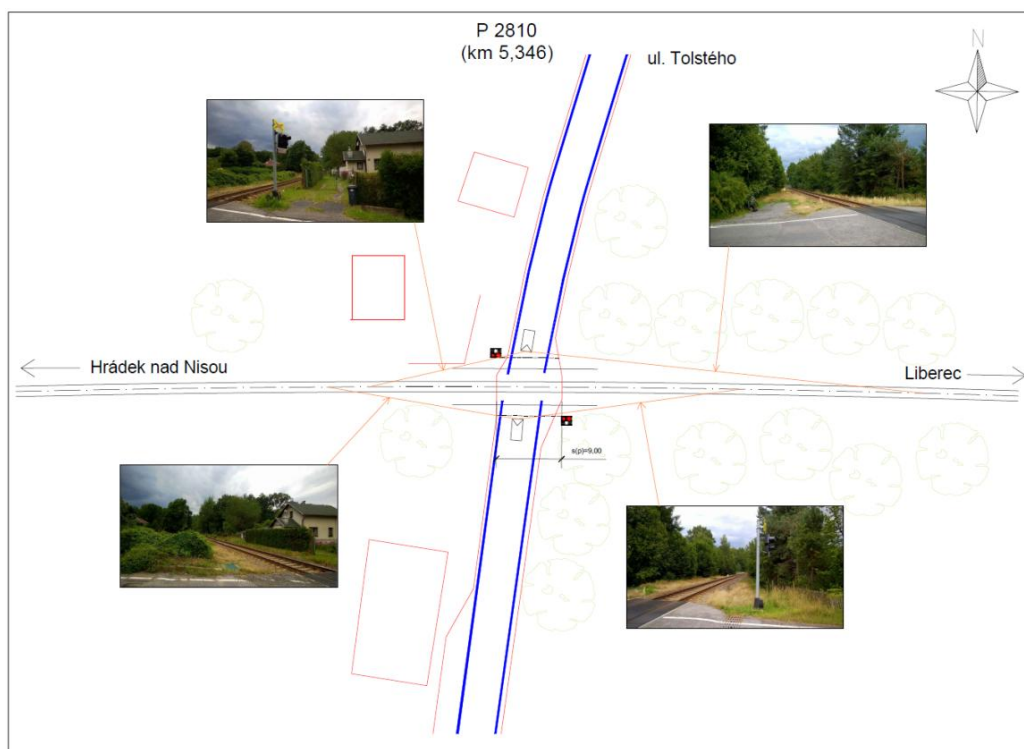 P 2810
(km 5,346)
ul. Tolstého
N
Hrádek nad Nisou
Liberec
s(p)=9,00